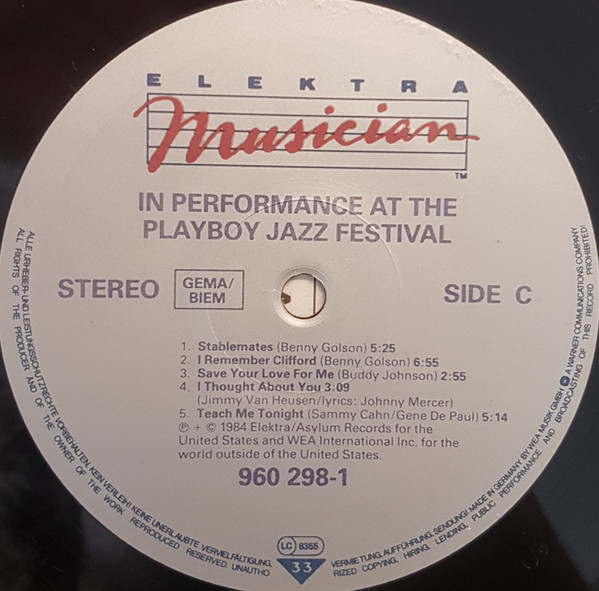 ELEKTRA
Musician
TM
IN PERFORMANCE AT THE
PLAYBOY JAZZ FESTIVAL
STEREO
GEMA/
BIEM
SIDE C
1. Stablemates (Benny Golson) 5:25
2. I Remember Clifford (Benny Golson) 6:55
3. Save Your Love For Me (Buddy Johnson) 2:55
4. I Thought About You 3:09
(Jimmy Van Heusen/lyrics: Johnny Mercer)
5. Teach Me Tonight (Sammy Cahn/Gene De Paul) 5:14
Ⓟ + © 1984 Elektra/Asylum Records for the
United States and WEA International Inc. for the
world outside of the United States.
960 298-1
LC 8355
33
ALLE URHEBER- UND LEISTUNGSSCHUTZRECHTE VORBEHALTEN. KEIN VERLEIH! KEINE UNERLAUBTE VERVIELFÄLTIGUNG, VERMIETUNG, AUFFÜHRUNG, SENDUNG! MADE IN GERMANY BY WEA MUSIK GMBH A WARNER COMMUNICATIONS COMPANY
ALL RIGHTS OF THE PRODUCER AND OF THE OWNER OF THE WORK REPRODUCED RESERVED. UNAUTHORIZED COPYING, HIRING, LENDING, PUBLIC PERFORMANCE AND BROADCASTING OF THIS RECORD PROHIBITED!